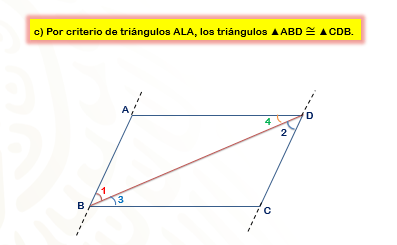 c) Por criterio de triángulos ALA, los triángulos ▲ABD ≅ ▲CDB.
A
D
4
2
1
3
B
C